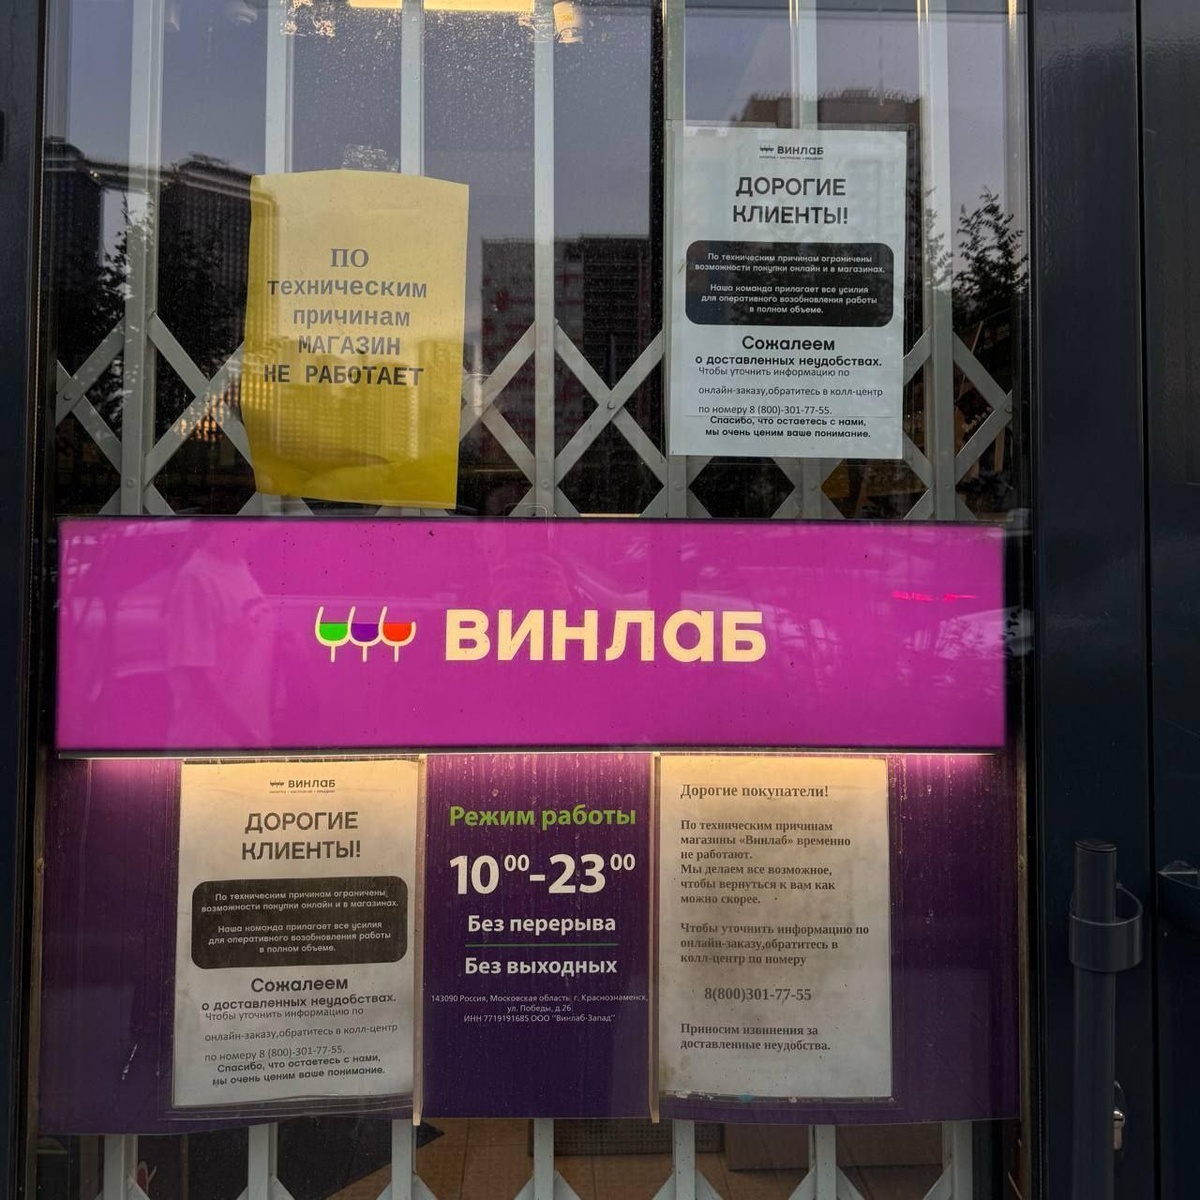 ПО
техническим
причинам
МАГАЗИН
НЕ РАБОТАЕТ
ВИНЛАБ
ДОРОГИЕ
КЛИЕНТЫ!
По техническим причинам ограничены
возможности покупки онлайн и в магазинах.
Наша команда прилагает все усилия
для оперативного возобновления работы
в полном объеме.
Сожалеем
о доставленных неудобствах.
Чтобы уточнить информацию по
онлайн-заказу,обратитесь в колл-центр
по номеру 8 (800)-301-77-55.
Спасибо, что остаетесь с нами,
мы очень ценим ваше понимание.
ВИНЛАБ
ВИНЛАБ
ДОРОГИЕ
КЛИЕНТЫ!
По техническим причинам ограничены
возможности покупки онлайн и в магазинах.
Наша команда прилагает все усилия
для оперативного возобновления работы
в полном объеме.
Сожалеем
о доставленных неудобствах.
Чтобы уточнить информацию по
онлайн-заказу,обратитесь в колл-центр
по номеру 8 (800)-301-77-55.
Спасибо, что остаетесь с нами,
мы очень ценим ваше понимание.
Режим работы
10⁰⁰-23⁰⁰
Без перерыва
Без выходных
143090 Россия, Московская область, г. Краснознаменск,
ул. Победы, д.26
ИНН 7719191685 ООО "Винлаб-Запад"
Дорогие покупатели!
По техническим причинам
магазины «Винлаб» временно
не работают.
Мы делаем все возможное,
чтобы вернуться к вам как
можно скорее.
Чтобы уточнить информацию по
онлайн-заказу,обратитесь в
колл-центр по номеру
8(800)301-77-55
Приносим извинения за
доставленные неудобства.